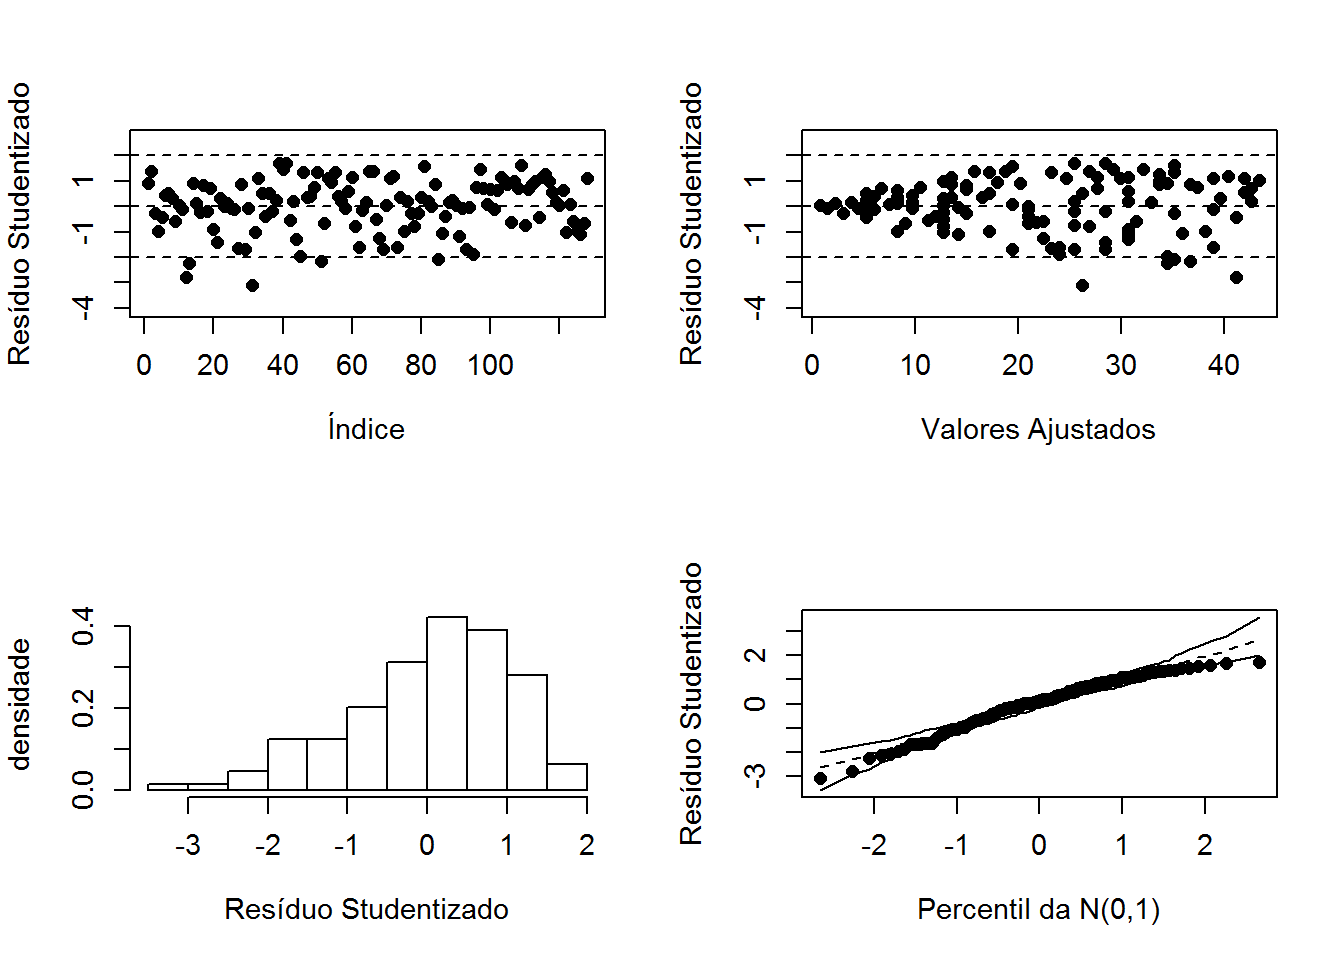 Resíduo Studentizado
1
-1
-4
0 20 40 60 80 100
Índice
Resíduo Studentizado
1
-1
-4
0 10 20 30 40
Valores Ajustados
densidade
0.4
0.2
0.0
-3 -2 -1 0 1 2
Resíduo Studentizado
Resíduo Studentizado
2
0
-3
-2 -1 0 1 2
Percentil da N(0,1)